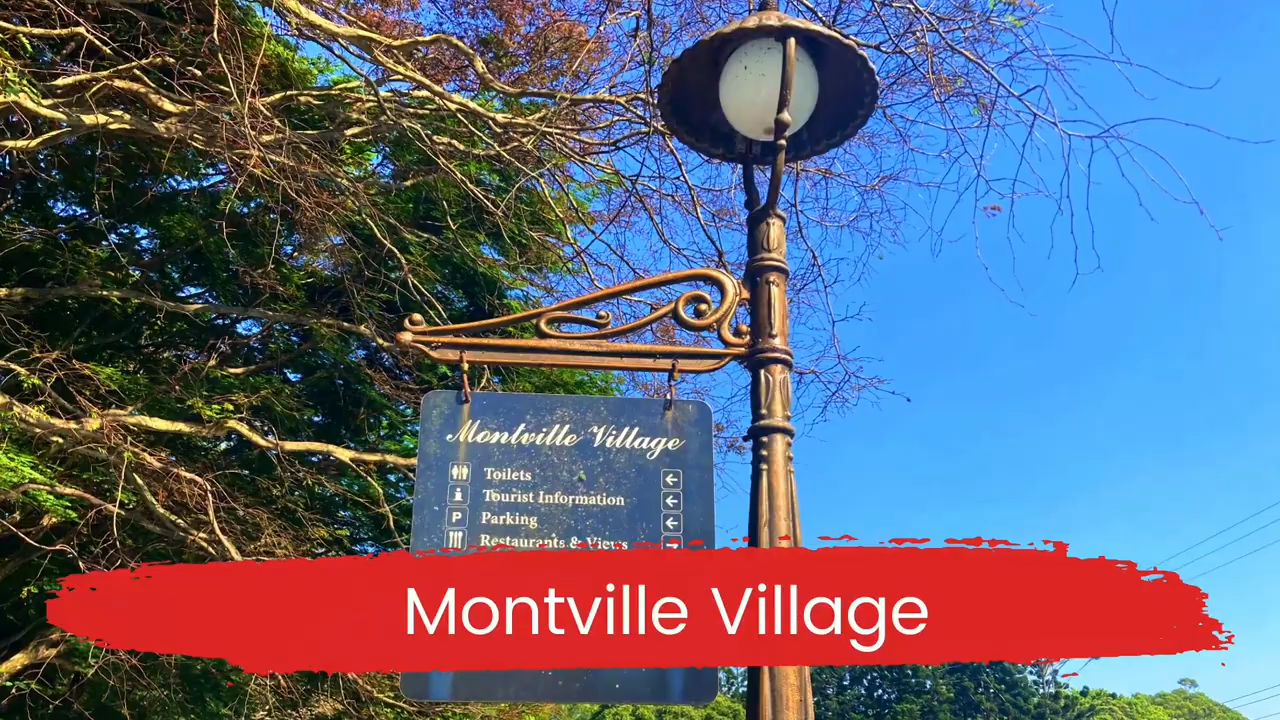 Montville Village
Toilets
Tourist Information
P Parking
Restaurants & Views
Montville Village